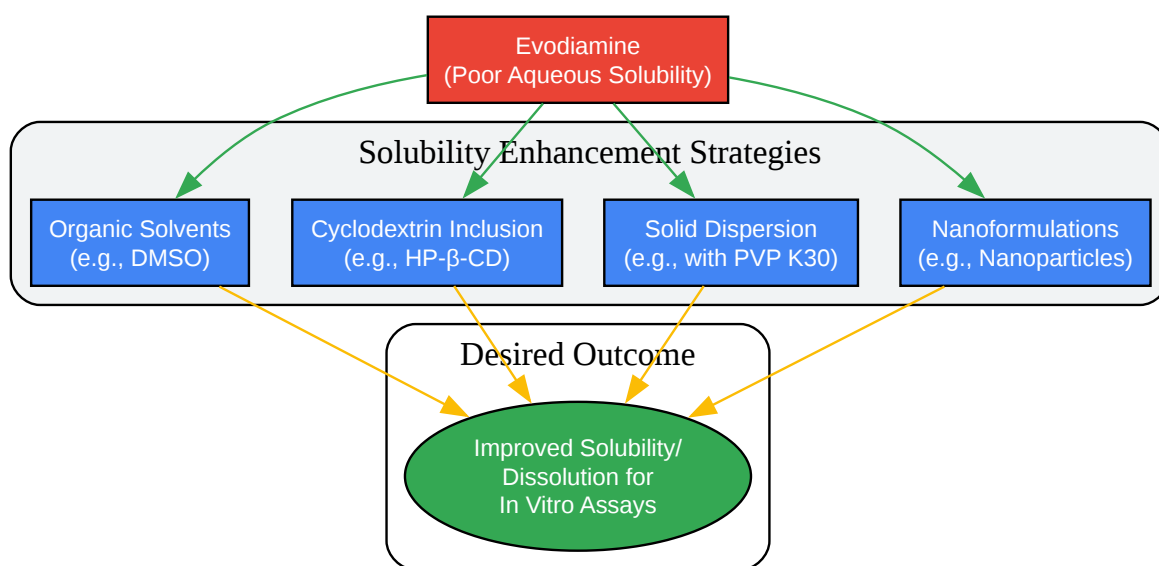 Evodiamine
(Poor Aqueous Solubility)
Solubility Enhancement Strategies
Organic Solvents
(e.g., DMSO)
Cyclodextrin Inclusion
(e.g., HP-β-CD)
Solid Dispersion
(e.g., with PVP K30)
Nanoformulations
(e.g., Nanoparticles)
Desired Outcome
Improved Solubility/
Dissolution for
In Vitro Assays